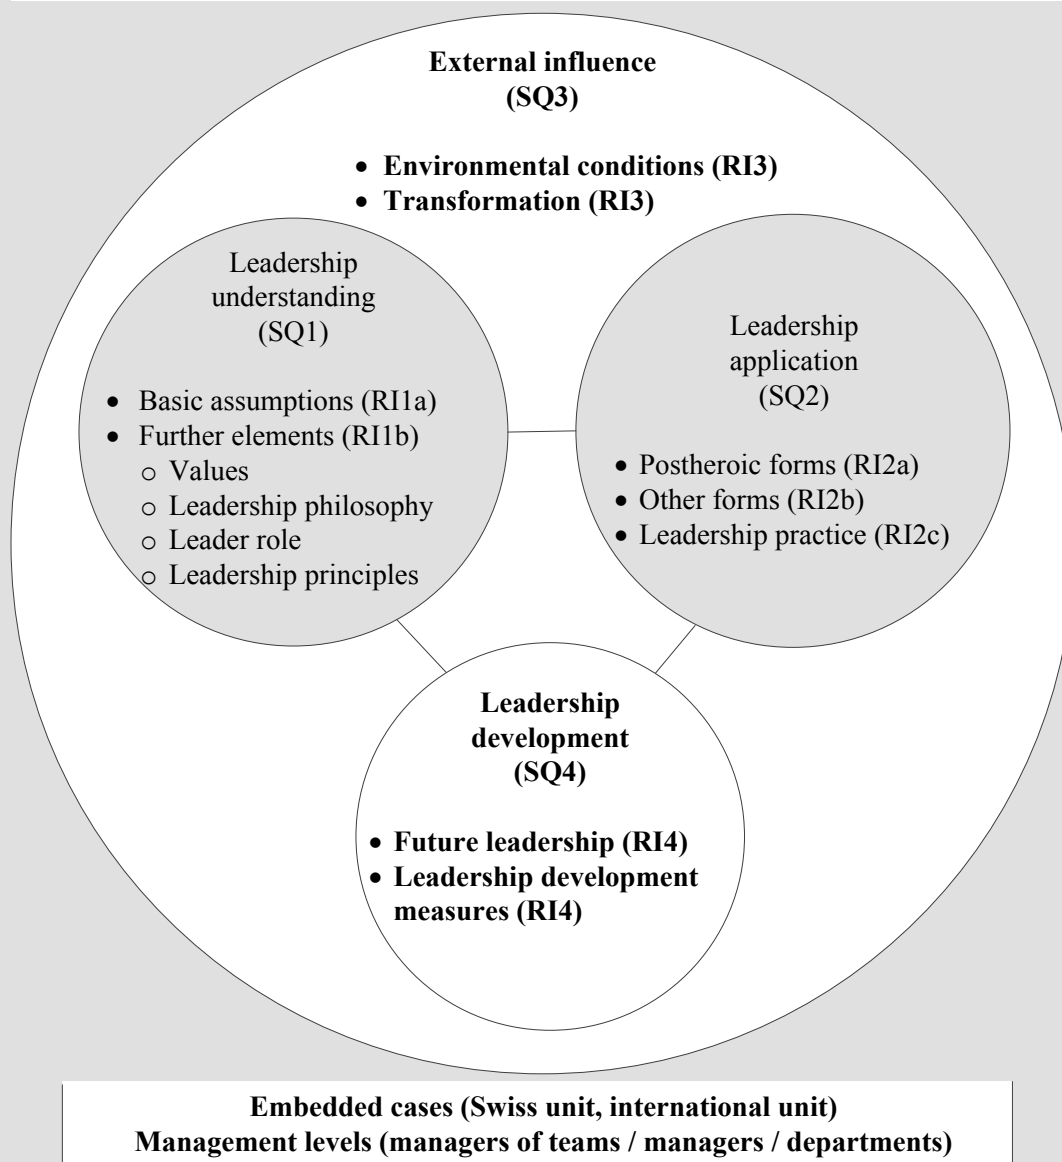 External influence
(SQ3)
• Environmental conditions (RI3)
• Transformation (RI3)
Leadership
understanding
(SQ1)
• Basic assumptions (RI1a)
• Further elements (RI1b)
o Values
o Leadership philosophy
o Leader role
o Leadership principles
Leadership
application
(SQ2)
• Postheroic forms (RI2a)
• Other forms (RI2b)
• Leadership practice (RI2c)
Leadership
development
(SQ4)
• Future leadership (RI4)
• Leadership development
measures (RI4)
Embedded cases (Swiss unit, international unit)
Management levels (managers of teams / managers / departments)